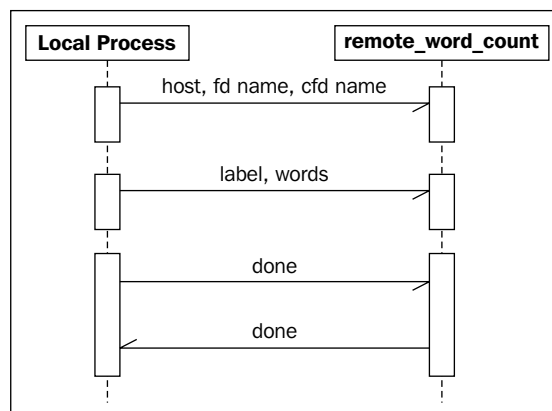 Local Process
remote_word_count
host, fd name, cfd name
label, words
done
done